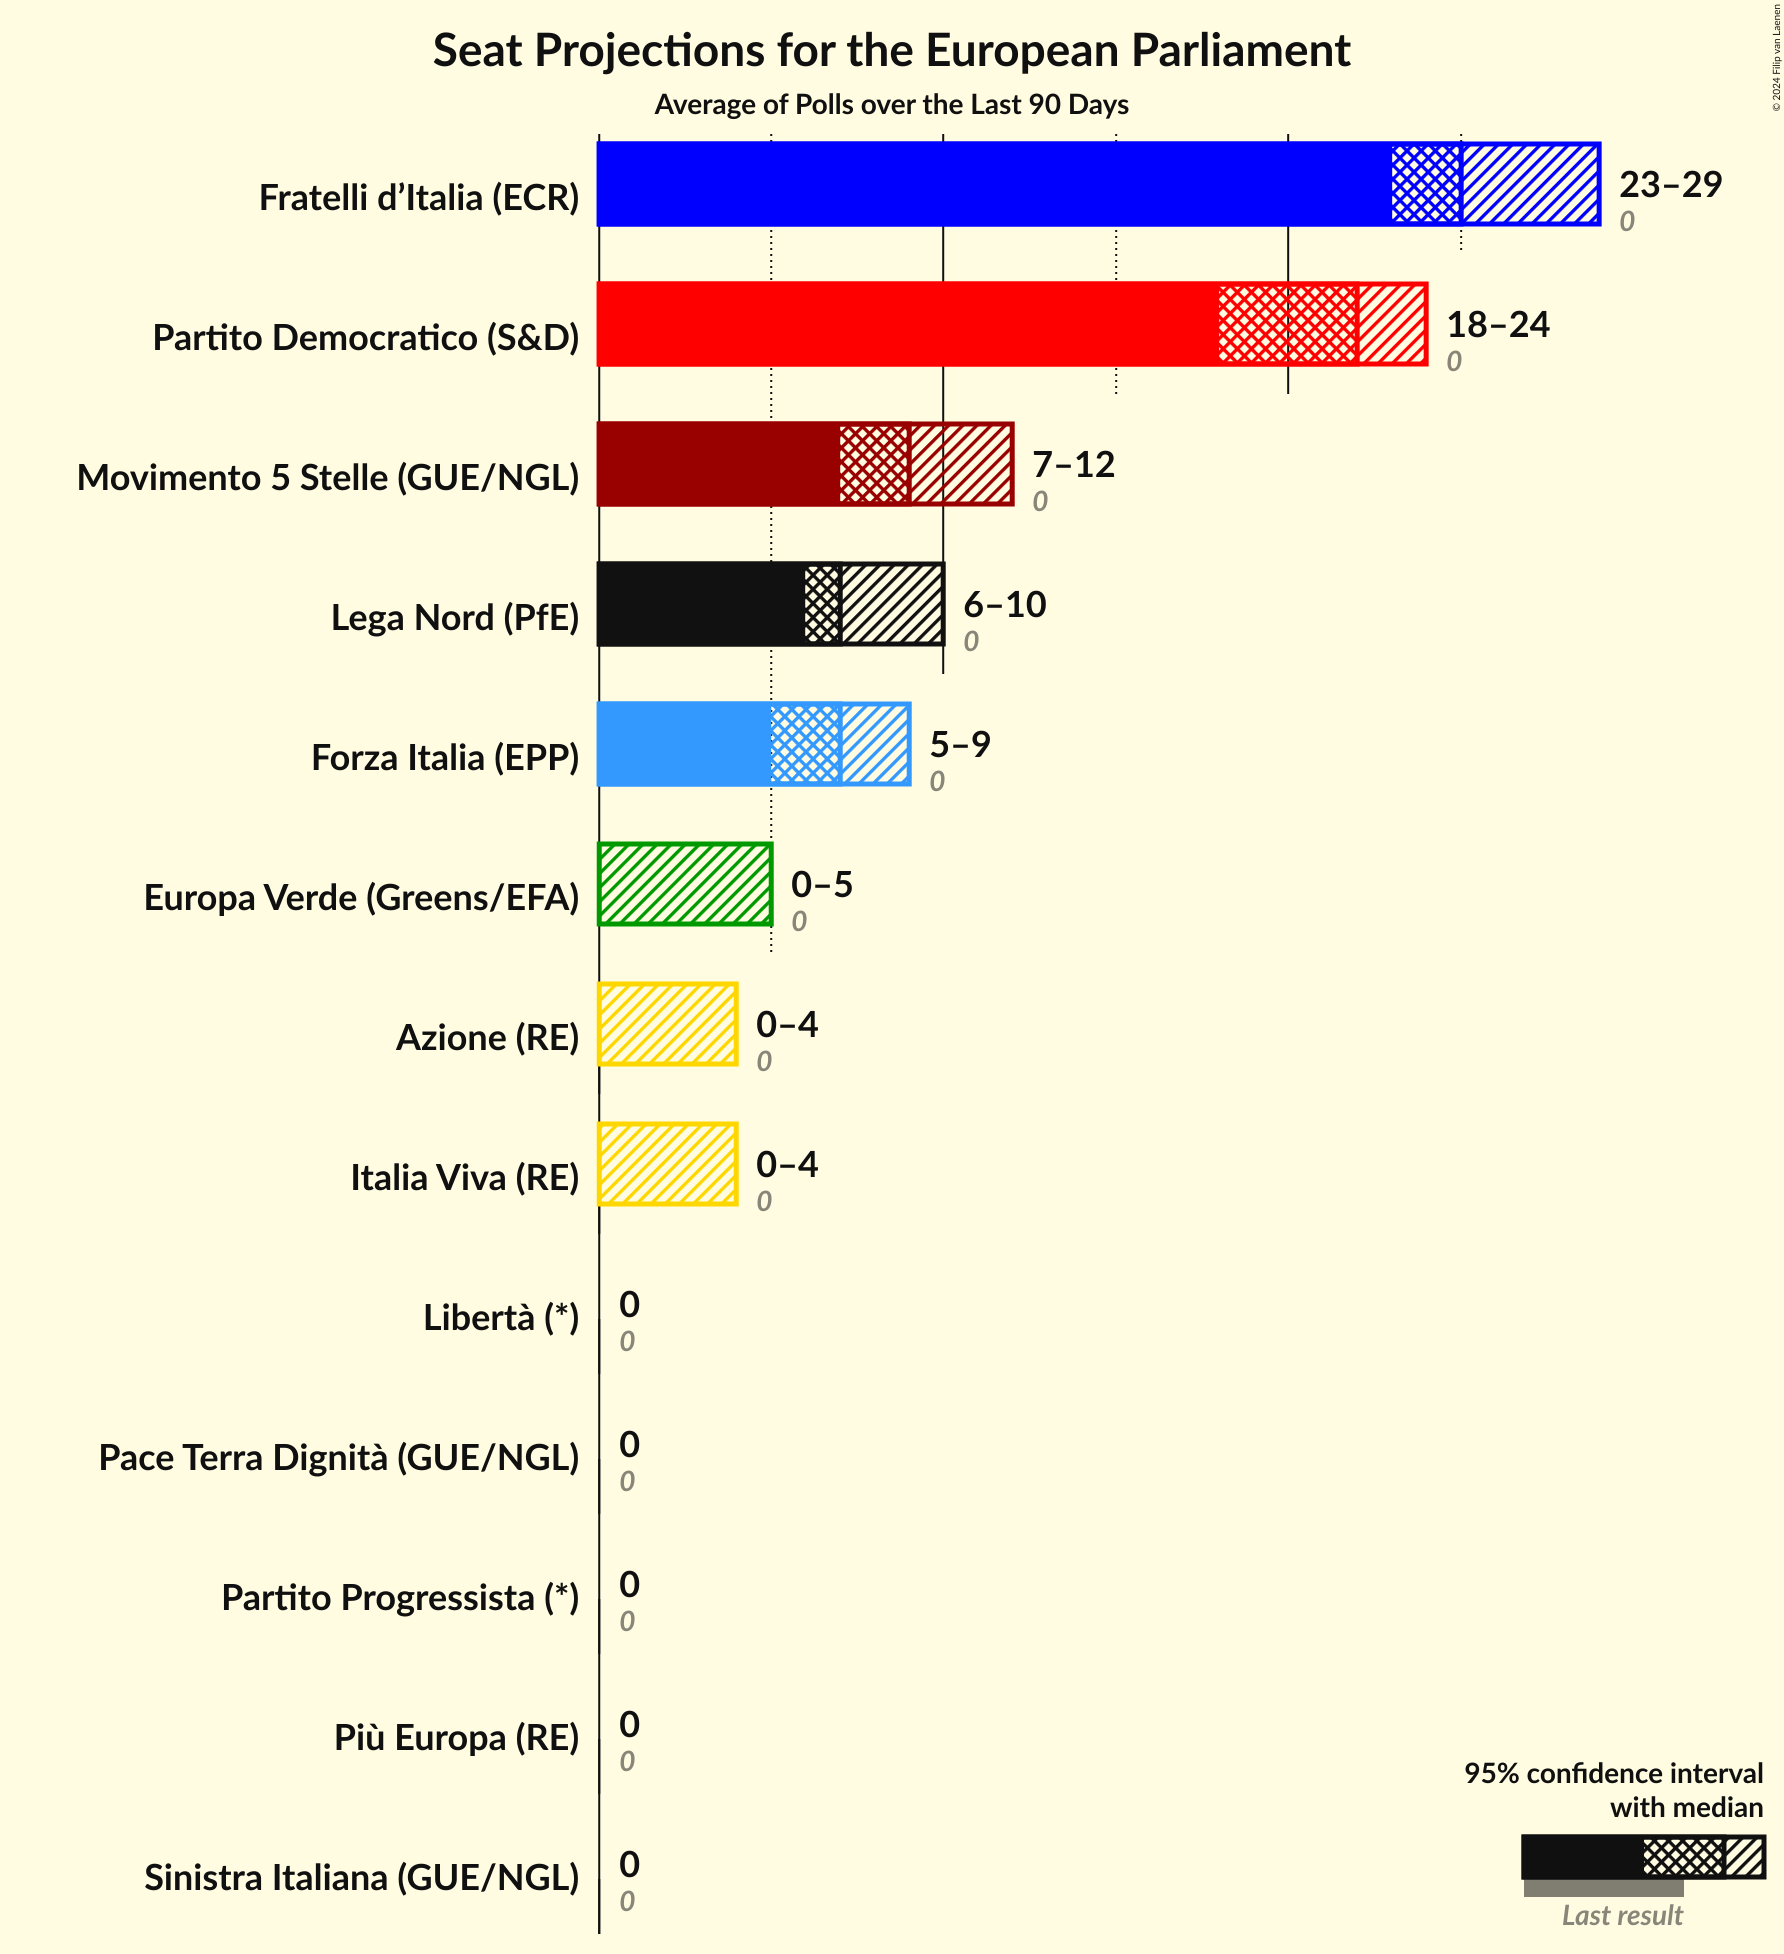 Seat Projections for the European Parliament
Average of Polls over the Last 90 Days
© 2024 Filip van Laenen
Fratelli d’Italia (ECR)
23–29
0
Partito Democratico (S&D)
18–24
0
Movimento 5 Stelle (GUE/NGL)
7–12
0
Lega Nord (PfE)
6–10
0
Forza Italia (EPP)
5–9
0
Europa Verde (Greens/EFA)
0–5
0
Azione (RE)
0–4
0
Italia Viva (RE)
0–4
0
Libertà (*)
0
0
Pace Terra Dignità (GUE/NGL)
0
0
Partito Progressista (*)
0
0
Più Europa (RE)
0
0
Sinistra Italiana (GUE/NGL)
0
0
95% confidence interval
with median
Last result